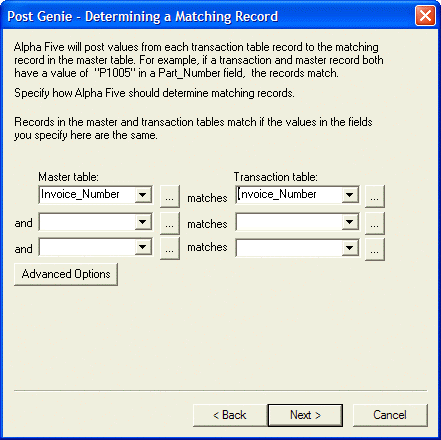 Post Genie - Determining a Matching Record
Alpha Five will post values from each transaction table record to the matching
record in the master table. For example, if a transaction and master record both
have a value of "P1005" in a Part_Number field, the records match.
Specify how Alpha Five should determine matching records.
Records in the master and transaction tables match if the values in the fields
you specify here are the same.
Master table: Transaction table:
Invoice_Number ... matches Invoice_Number ...
and ... matches ...
and ... matches ...
Advanced Options
< Back Next > Cancel